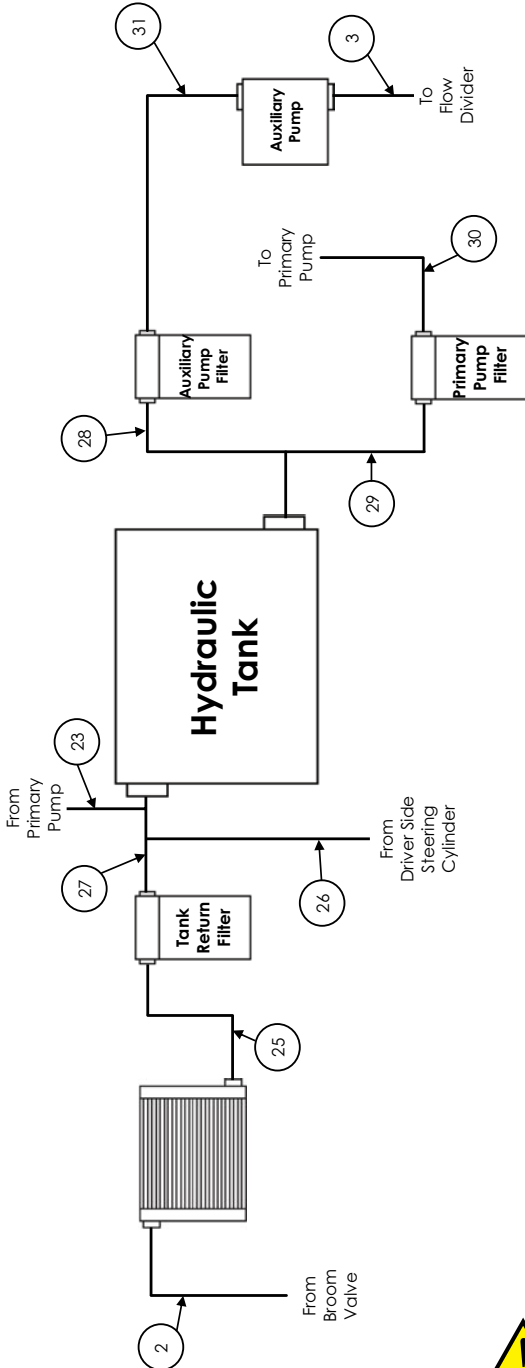 2
From
Broom
Valve
25
Tank
Return
Filter
27
From
Primary
Pump
23
26
From
Driver Side
Steering
Cylinder
Hydraulic
Tank
28
29
Auxiliary
Pump
Filter
Primary
Pump
Filter
To
Primary
Pump
30
31
Auxiliary
Pump
3
To
Flow
Divider